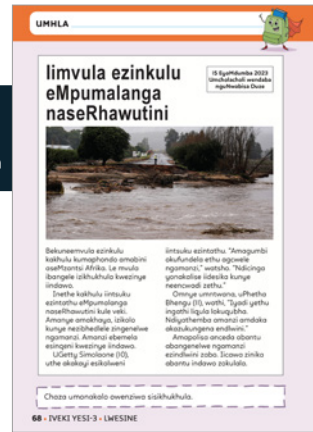 UMHLA
Iimvula ezinkulu
eMpumalanga
naseRhawutini
15 EyoMdumba 2023
Umcholacholi wendaba
nguNwabisa Duze
Bekuneemvula ezinkulu
kakhulu kumaphondo amabini
aseMzantsi Afrika. Le mvula
ibangele izikhukhula kwezinye
iindawo.
Inethe kakhulu iintsuku
ezintathu eMpumalanga
naseRhawutini kule veki.
Amanye amakhaya, izikolo
kunye nezibhedlele zingenelwe
ngamanzi. Amanzi ebemela
esingeni kwezinye iindawo.
UGetty Simoloane (10),
uthe akakayi esikolweni
iintsuku ezintathu. "Amagumbi
okufundela ethu agcwele
ngamanzi," watsho. "Ndicinga
yonakalise iidesika kunye
neencwadi zethu."
Omnye umntwana, uPhetha
Bhengu (11), wathi, "Iyadi yethu
ingathi liqula lokuqubha.
Ndiyathemba amanzi amdaka
akazukungena endlwini."
Amapolisa anceda abantu
abangenelwe ngamanzi
ezindlwini zabo. Iicawa zinika
abantu indawo zokulala.
Chaza umonakalo owenziwa sisikhukhula.
68 • IVEKI YESI-3 • LWESINE